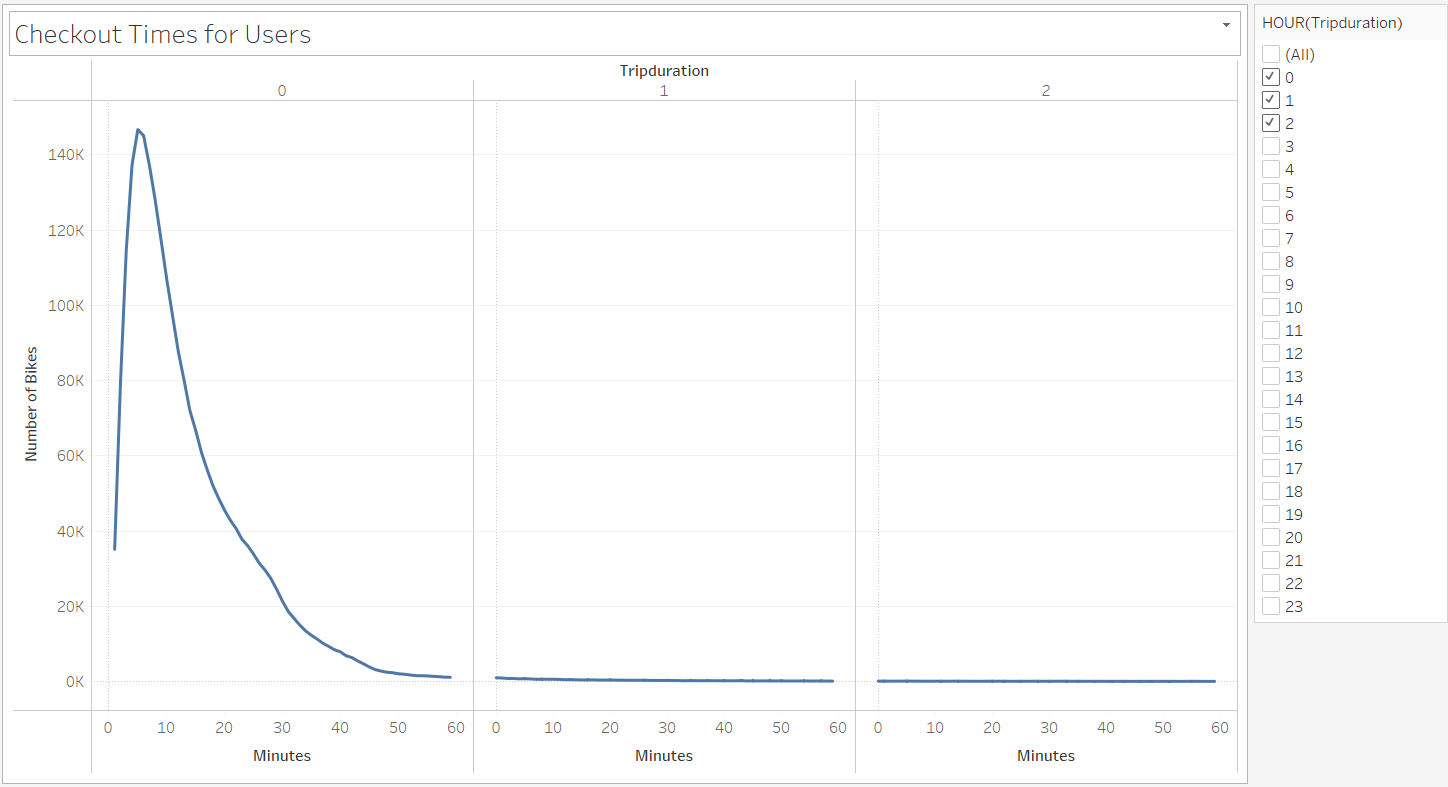 Checkout Times for Users
Tripduration
0 1 2
140K
120K
100K
80K
60K
40K
20K
0K
Number of Bikes
0 10 20 30 40 50 60 0 10 20 30 40 50 60 0 10 20 30 40 50 60
Minutes Minutes Minutes
HOUR(Tripduration)
(All)
0
1
2
3
4
5
6
7
8
9
10
11
12
13
14
15
16
17
18
19
20
21
22
23